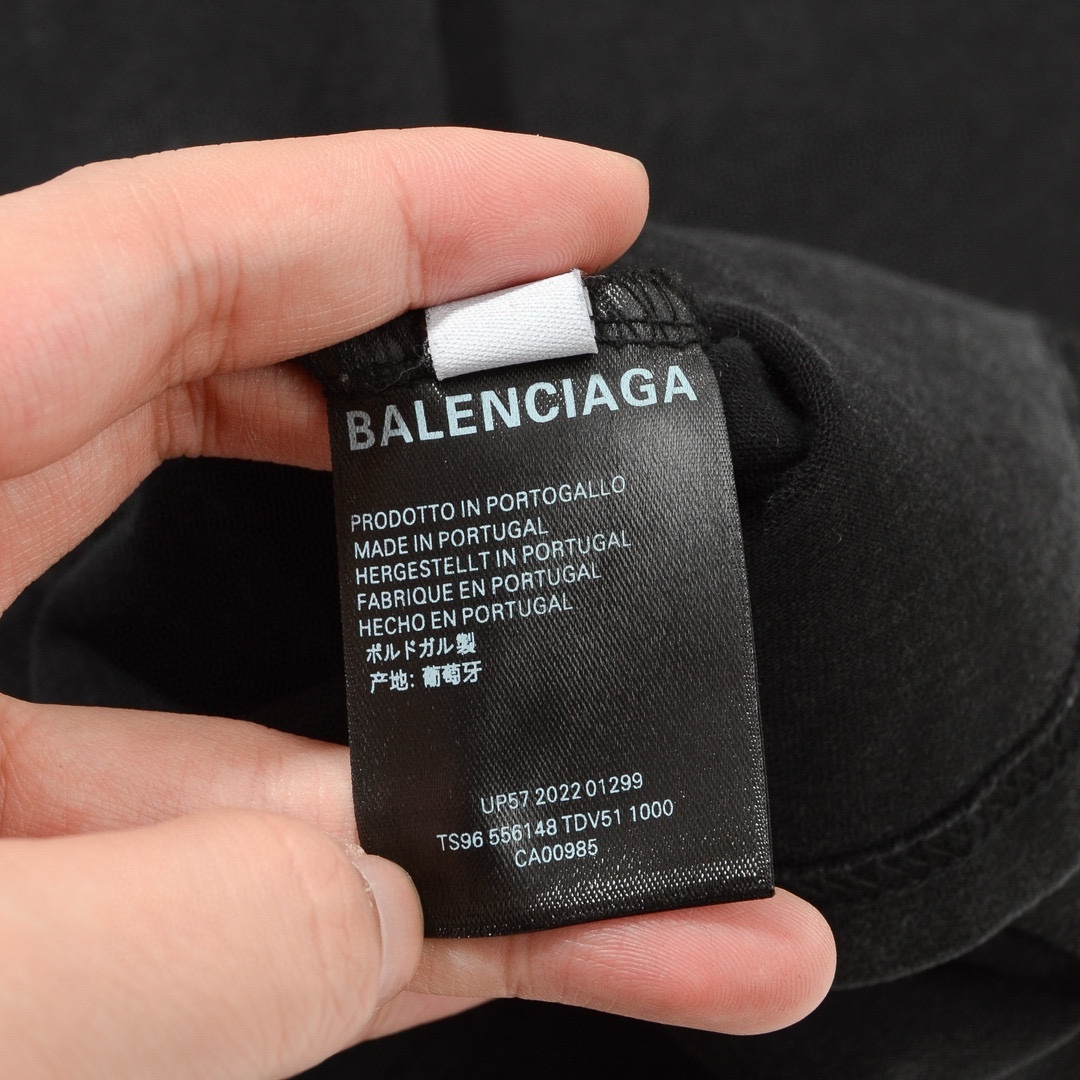 BALENCIAGA
PRODOTTO IN PORTOGALLO
MADE IN PORTUGAL
HERGESTELLT IN PORTUGAL
FABRIQUE EN PORTUGAL
HECHO EN PORTUGAL
ポルドガル製
产地: 葡萄牙
UP57 2022 01299
TS96 556148 TDV51 1000
CA00985